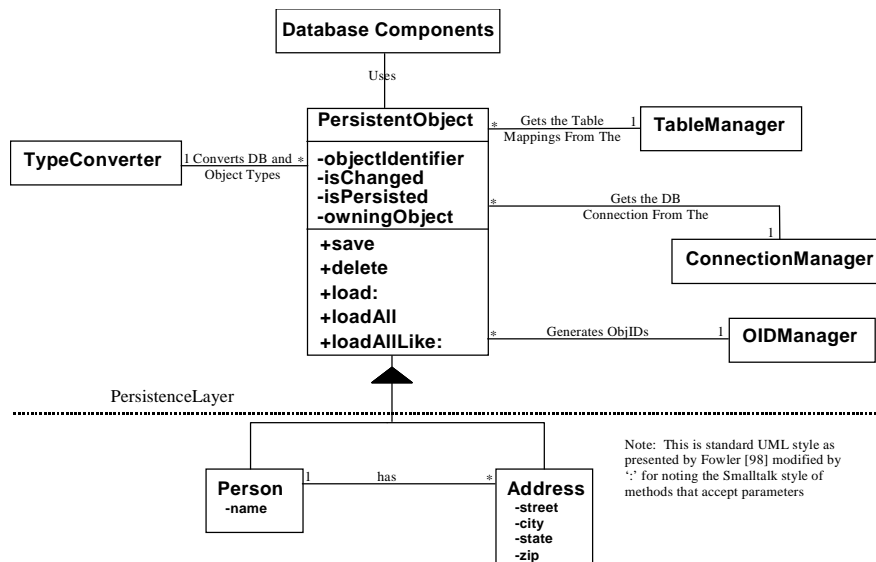 Database Components
Uses
PersistentObject
-objectIdentifier
-isChanged
-isPersisted
-owningObject
+save
+delete
+load:
+loadAll
+loadAllLike:
TypeConverter
1 Converts DB and *
Object Types
* Gets the Table 1
Mappings From The
TableManager
* Gets the DB
Connection From The
1
ConnectionManager
* Generates ObjIDs 1
OIDManager
PersistenceLayer
Person
-name
1 has *
Address
-street
-city
-state
-zip
Note: This is standard UML style as
presented by Fowler [98] modified by
‘:’ for noting the Smalltalk style of
methods that accept parameters